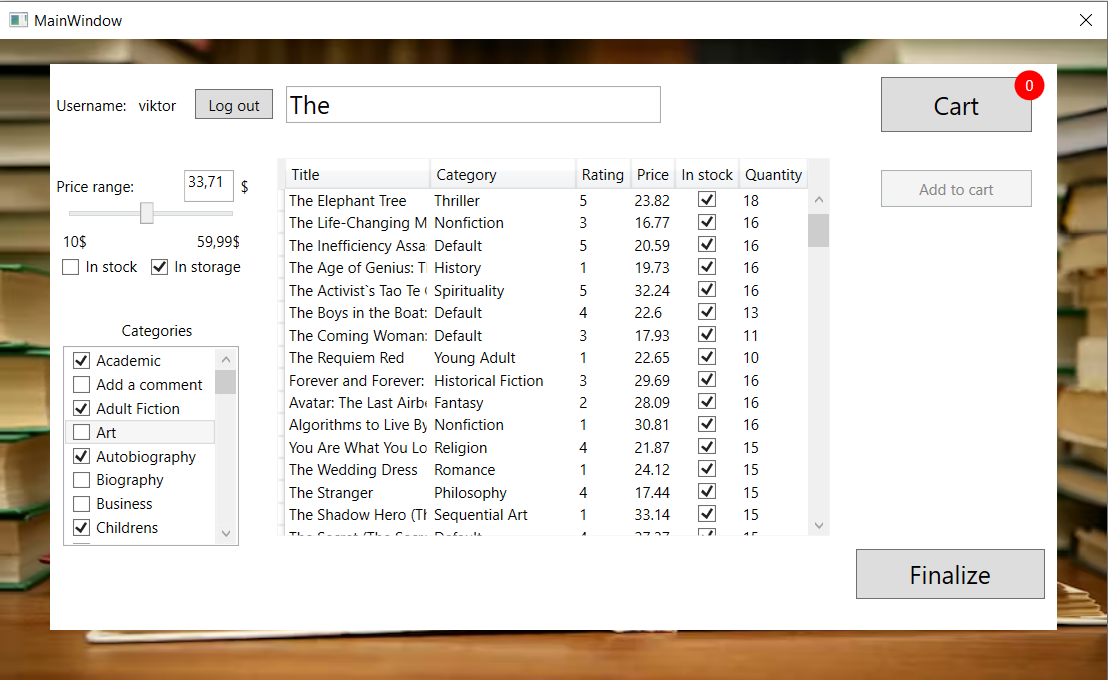 MainWindow
Username: viktor Log out The Cart 0
Price range: 33,71 $
10$ 59,99$
In stock In storage
Categories
Academic
Add a comment
Adult Fiction
Art
Autobiography
Biography
Business
Childrens
Title Category Rating Price In stock Quantity
The Elephant Tree Thriller 5 23.82 18
The Life-Changing M Nonfiction 3 16.77 16
The Inefficiency Assa Default 5 20.59 16
The Age of Genius: Th History 1 19.73 16
The Activist`s Tao Te Spirituality 5 32.24 16
The Boys in the Boat: Default 4 22.6 13
The Coming Woman: Default 3 17.93 11
The Requiem Red Young Adult 1 22.65 10
Forever and Forever: Historical Fiction 3 29.69 16
Avatar: The Last Airbe Fantasy 2 28.09 16
Algorithms to Live By Nonfiction 1 30.81 16
You Are What You Lo Religion 4 21.87 15
The Wedding Dress Romance 1 24.12 15
The Stranger Philosophy 4 17.44 15
The Shadow Hero (Th Sequential Art 1 33.14 15
Add to cart
Finalize